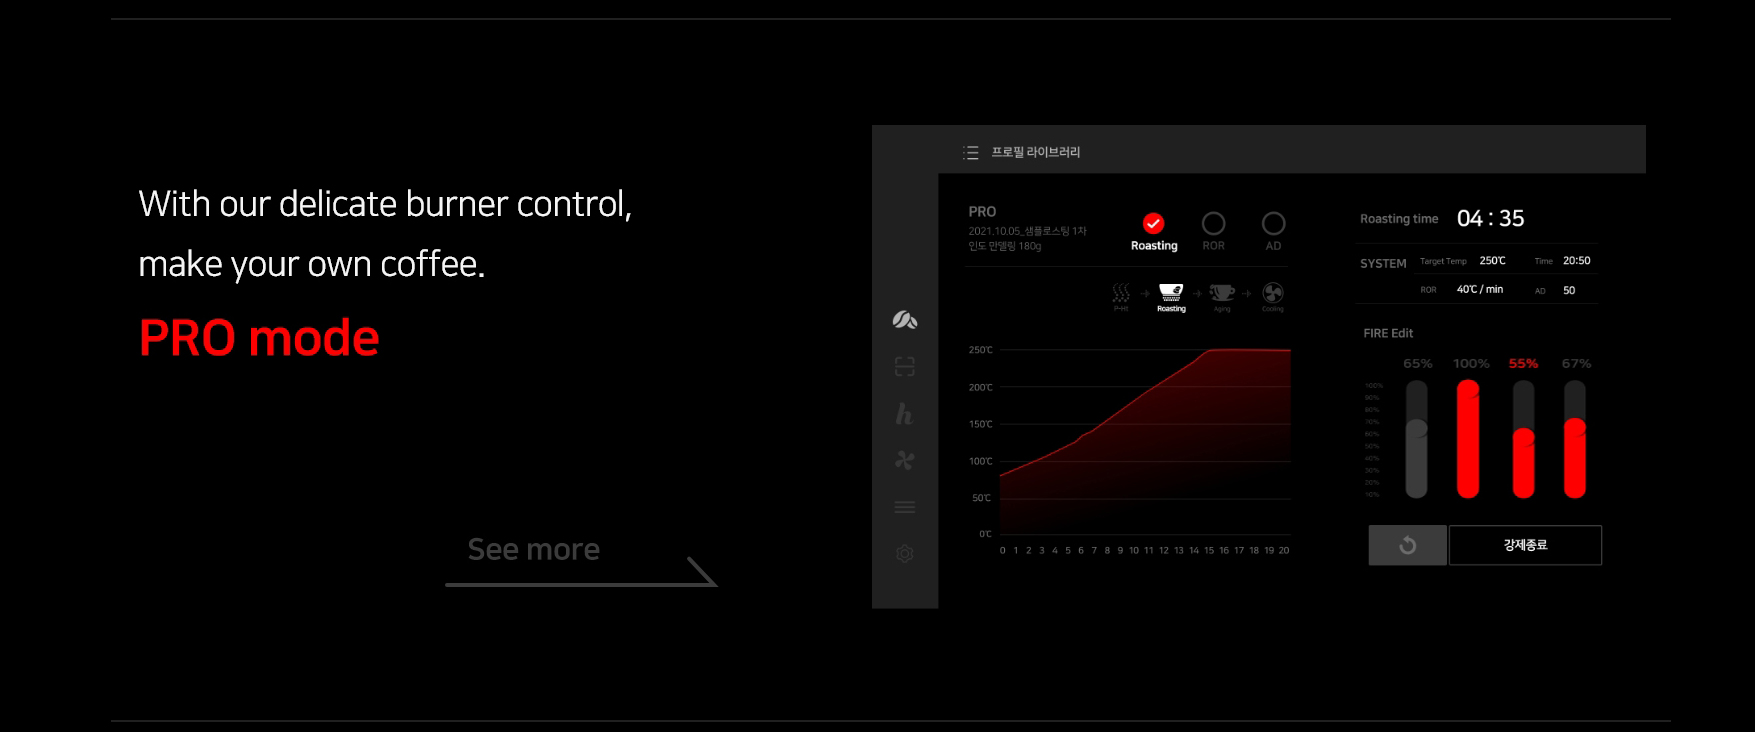 With our delicate burner control,
make your own coffee.
PRO mode
See more
프로필 라이브러리
PRO
2021.10.05_샘플로스팅 1차
인도 만델링 180g
Roasting
ROR
AD
P-Ht
Roasting
Aging
Cooling
250℃
200℃
150℃
100℃
50℃
0℃
0 1 2 3 4 5 6 7 8 9 10 11 12 13 14 15 16 17 18 19 20
Roasting time 04 : 35
SYSTEM Target Temp 250℃ Time 20:50
ROR 40℃ / min AD 50
FIRE Edit
65% 100% 55% 67%
100%
90%
80%
70%
60%
50%
40%
30%
20%
10%
강제종료